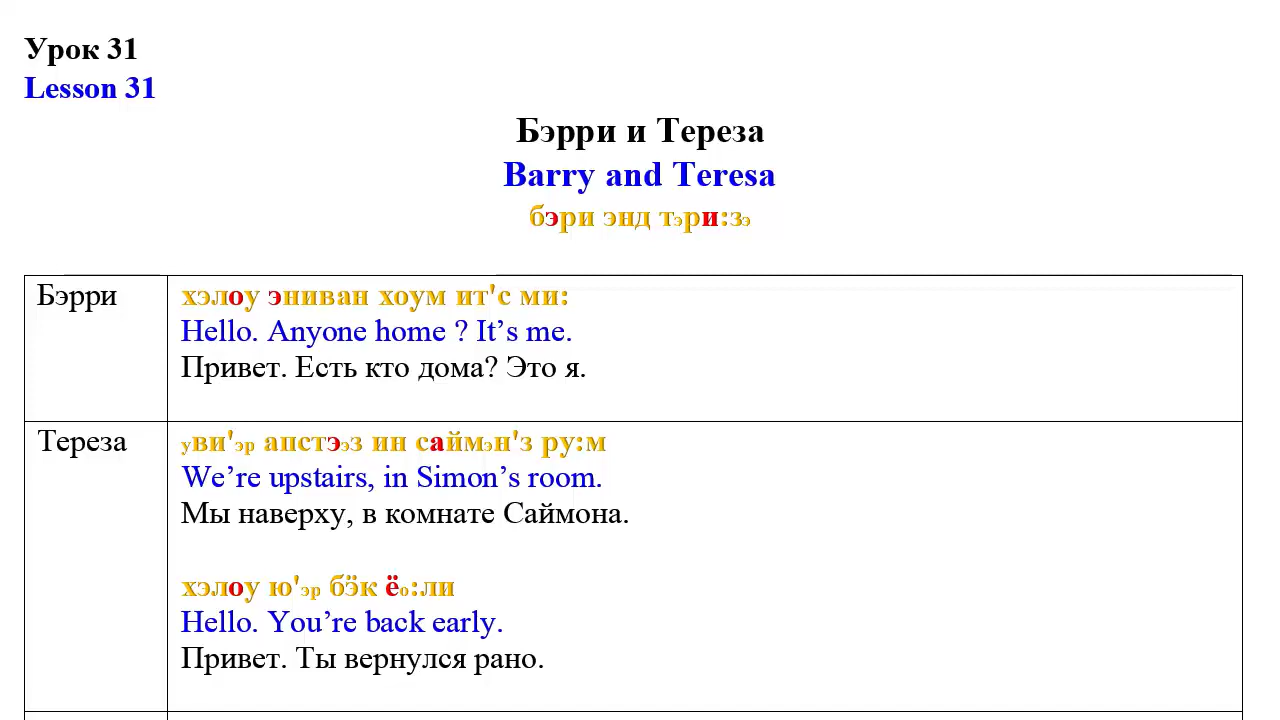 Урок 31
Lesson 31
Бэрри и Тереза
Barry and Teresa
бэри энд тэри:зэ
Бэрри
хэлоу эниван хоум ит'с ми:
Hello. Anyone home ? It’s me.
Привет. Есть кто дома? Это я.
Тереза
уви'эр апстээз ин саймэн'з ру:м
We’re upstairs, in Simon’s room.
Мы наверху, в комнате Саймона.
хэлоу ю'эр бӭк ёо:ли
Hello. You’re back early.
Привет. Ты вернулся рано.